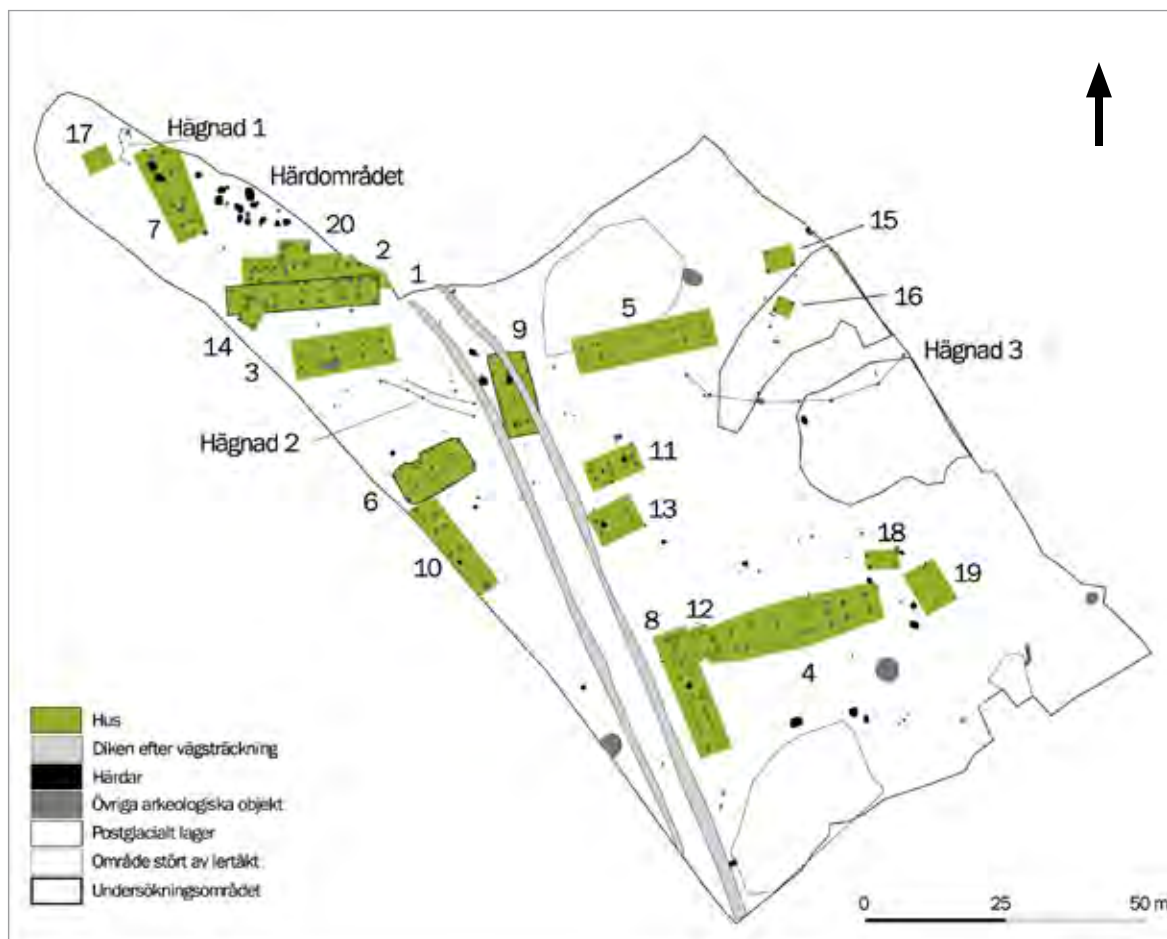 Hägnad 1
17
Härdområdet
7
20
2
1
15
5
16
9
14
3
Hägnad 3
Hägnad 2
11
6
13
10
18
19
8
12
4
Hus
Diken efter vägsträckning
Härdar
Övriga arkeologiska objekt
Postglacialt lager
Område stört av lertäkt
Undersökningsområdet
0 25 50 m